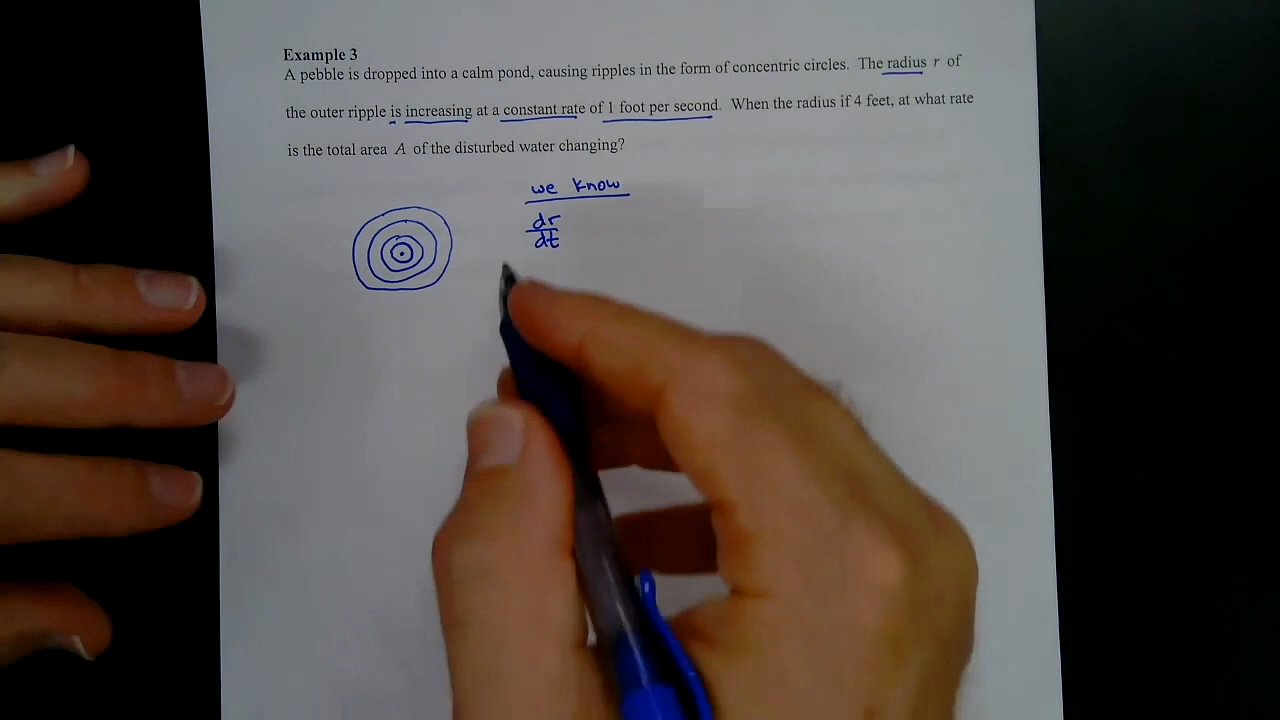 Example 3
A pebble is dropped into a calm pond, causing ripples in the form of concentric circles. The radius r of
the outer ripple is increasing at a constant rate of 1 foot per second. When the radius if 4 feet, at what rate
is the total area A of the disturbed water changing?
we know
dr
dt